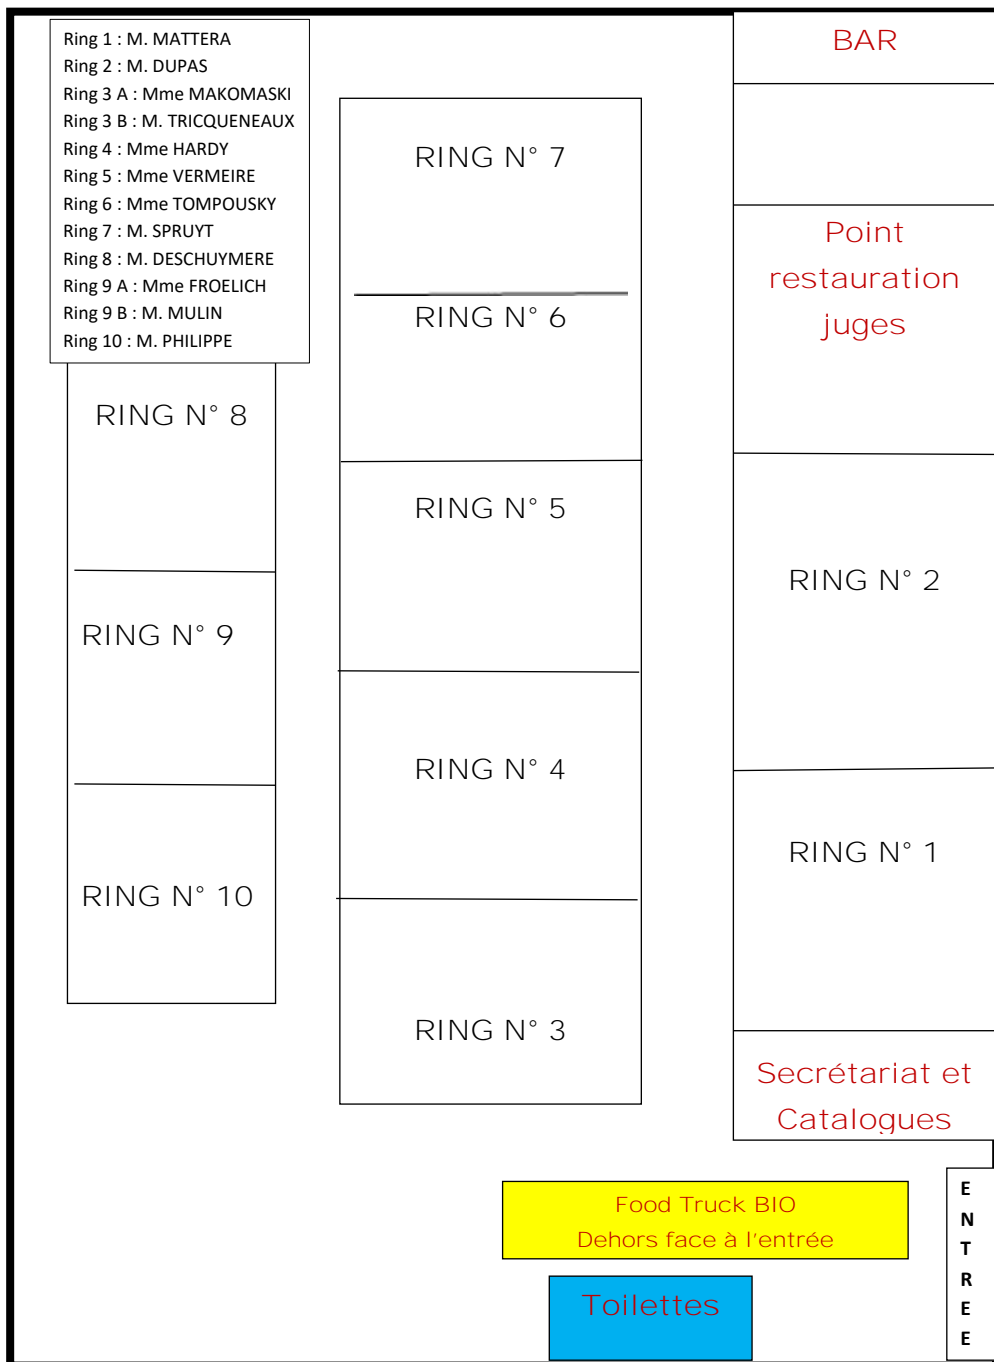 Ring 1 : M. MATTERA
Ring 2 : M. DUPAS
Ring 3 A : Mme MAKOMASKI
Ring 3 B : M. TRICQUENEAUX
Ring 4 : Mme HARDY
Ring 5 : Mme VERMEIRE
Ring 6 : Mme TOMPOUSKY
Ring 7 : M. SPRUYT
Ring 8 : M. DESCHUYMERE
Ring 9 A : Mme FROELICH
Ring 9 B : M. MULIN
Ring 10 : M. PHILIPPE
RING N° 8
RING N° 9
RING N° 10
RING N° 7
RING N° 6
RING N° 5
RING N° 4
RING N° 3
BAR
Point
restauration
juges
RING N° 2
RING N° 1
Secrétariat et
Catalogues
Food Truck BIO
Dehors face à l'entrée
Toilettes
E
N
T
R
E
E